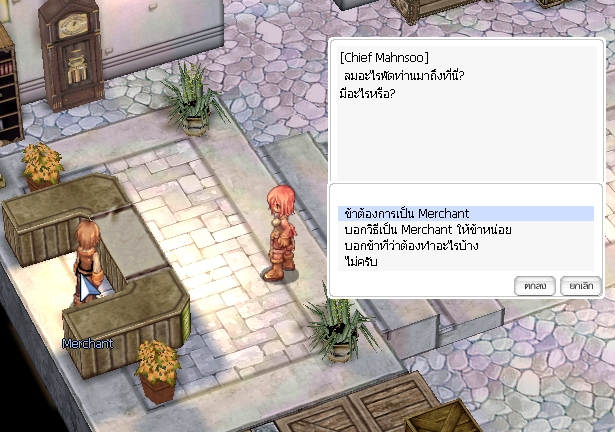 [Chief Mahnsoo]
ลมอะไรพัดท่านมาถึงที่นี่?
มีอะไรหรือ?
ข้าต้องการเป็น Merchant
บอกวิธีเป็น Merchant ให้ข้าหน่อย
บอกข้าทีว่าต้องทำอะไรบ้าง
ไม่ครับ
ตกลง ยกเลิก
Merchant